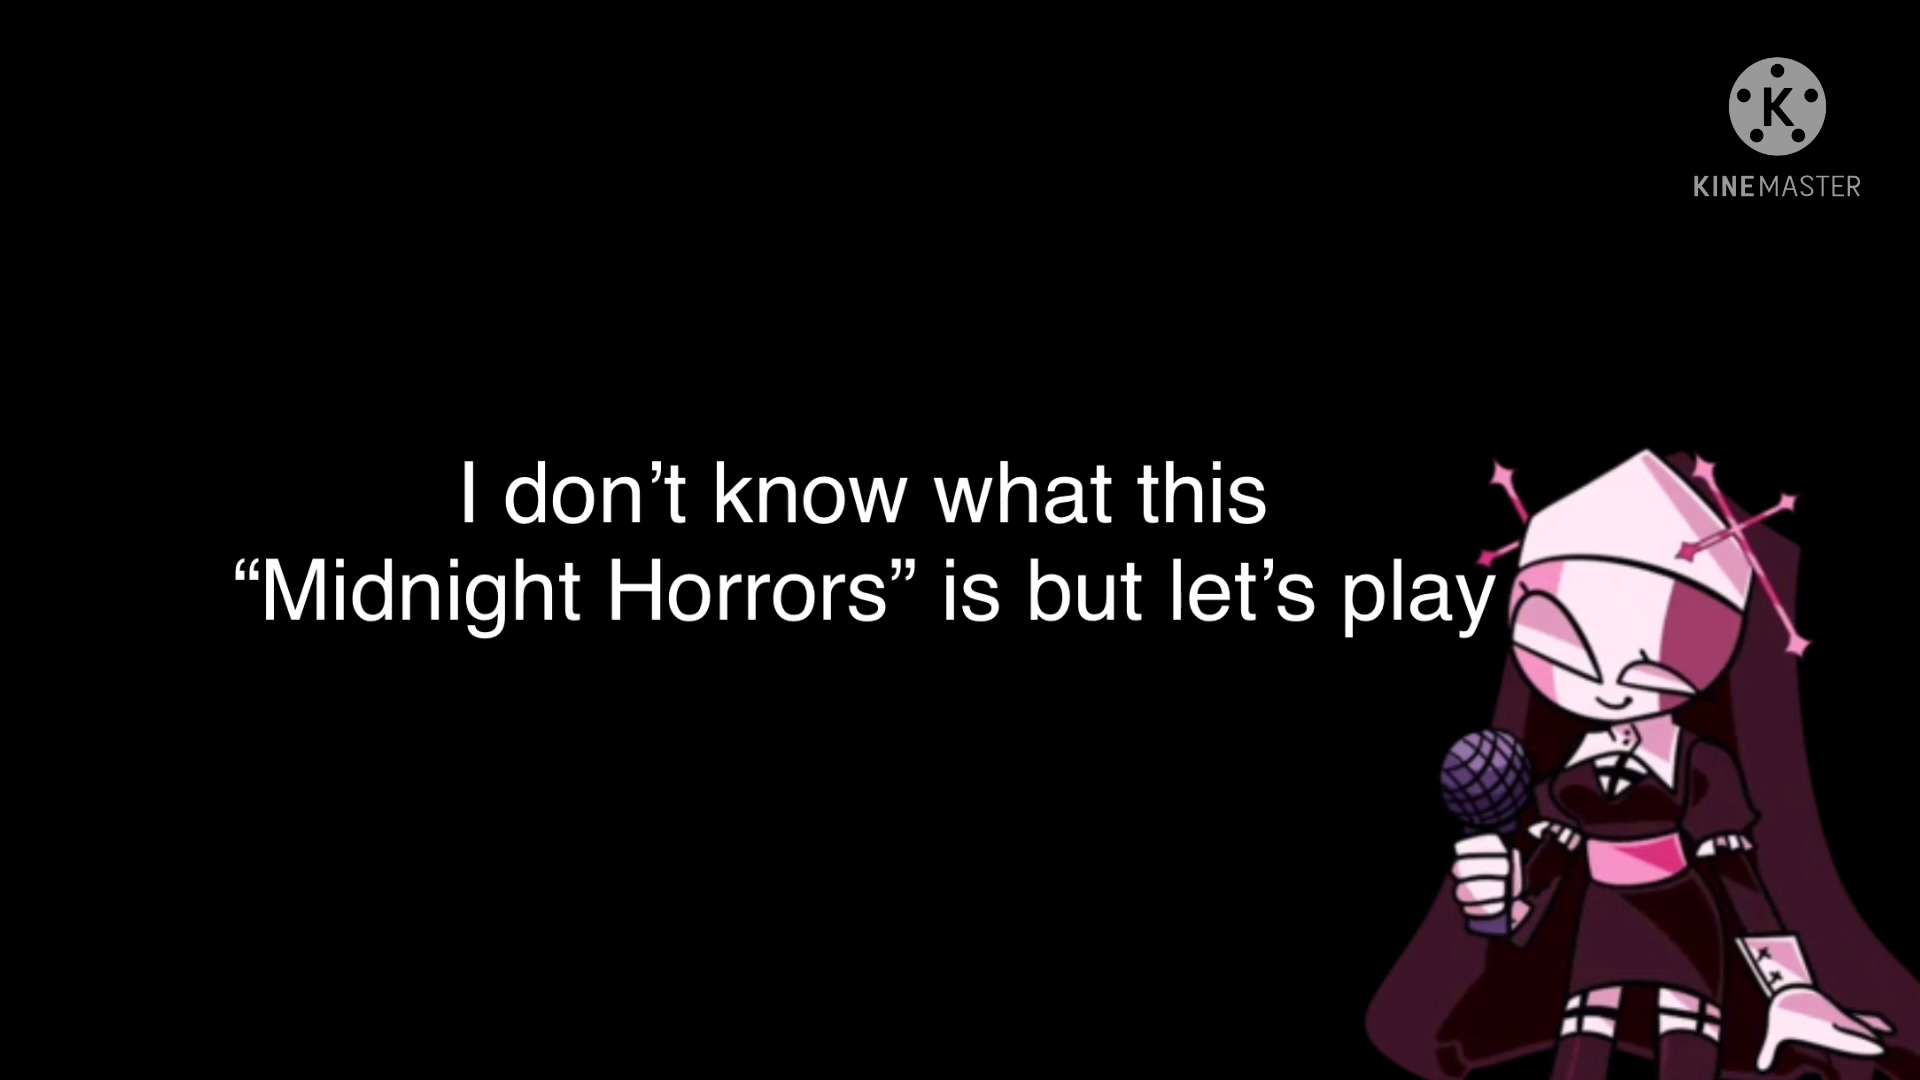 K
KINEMASTER
I don’t know what this
“Midnight Horrors” is but let’s play